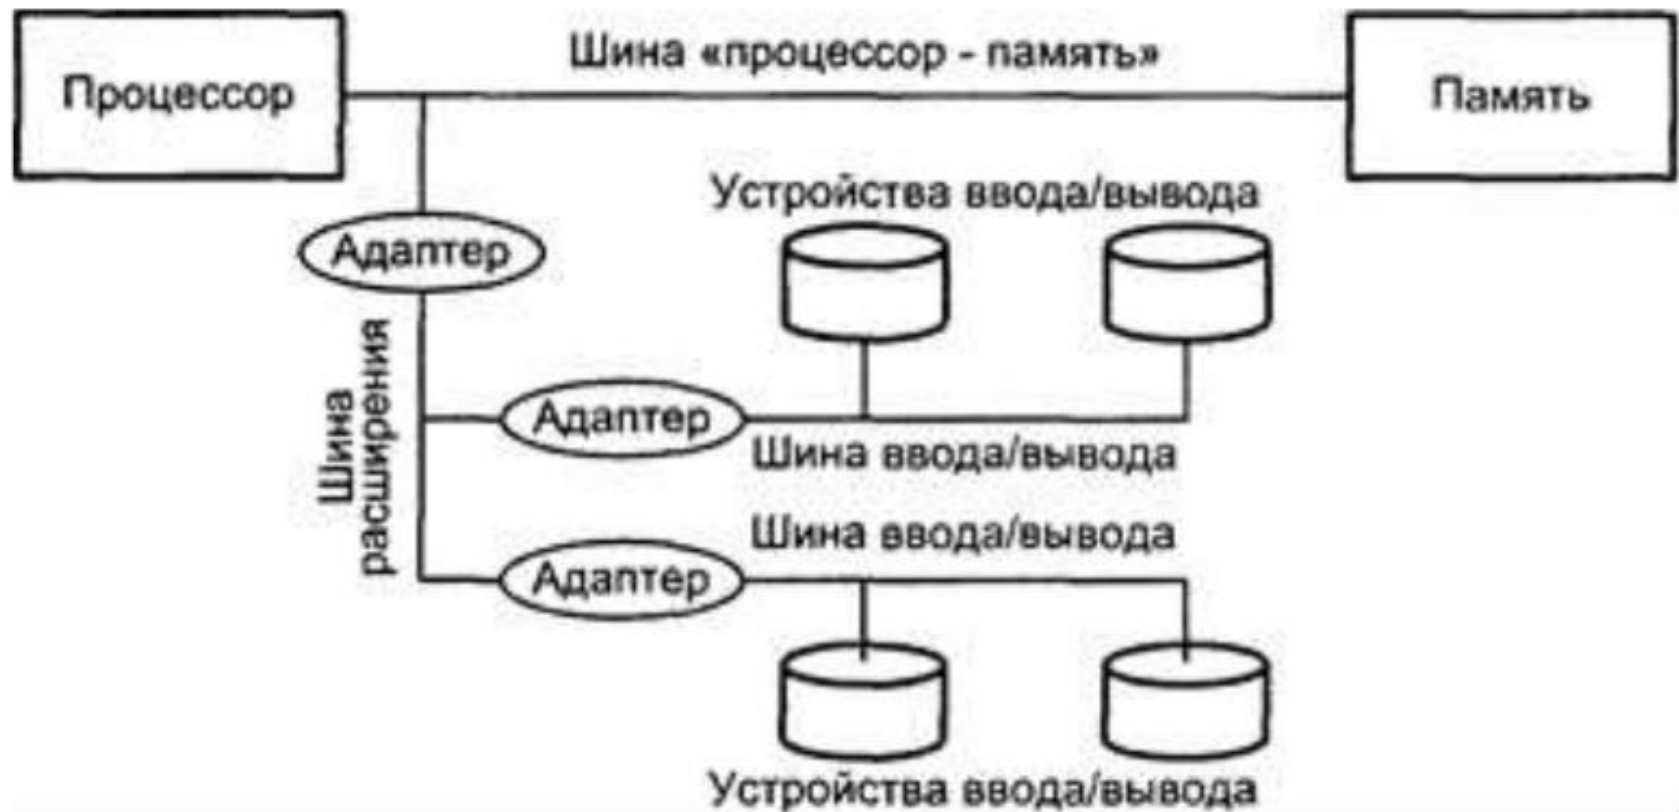 Шина «процессор - память»
Процессор
Память
Устройства ввода/вывода
Адаптер
Шина
расширения
Адаптер
Шина ввода/вывода
Шина ввода/вывода
Адаптер
Устройства ввода/вывода